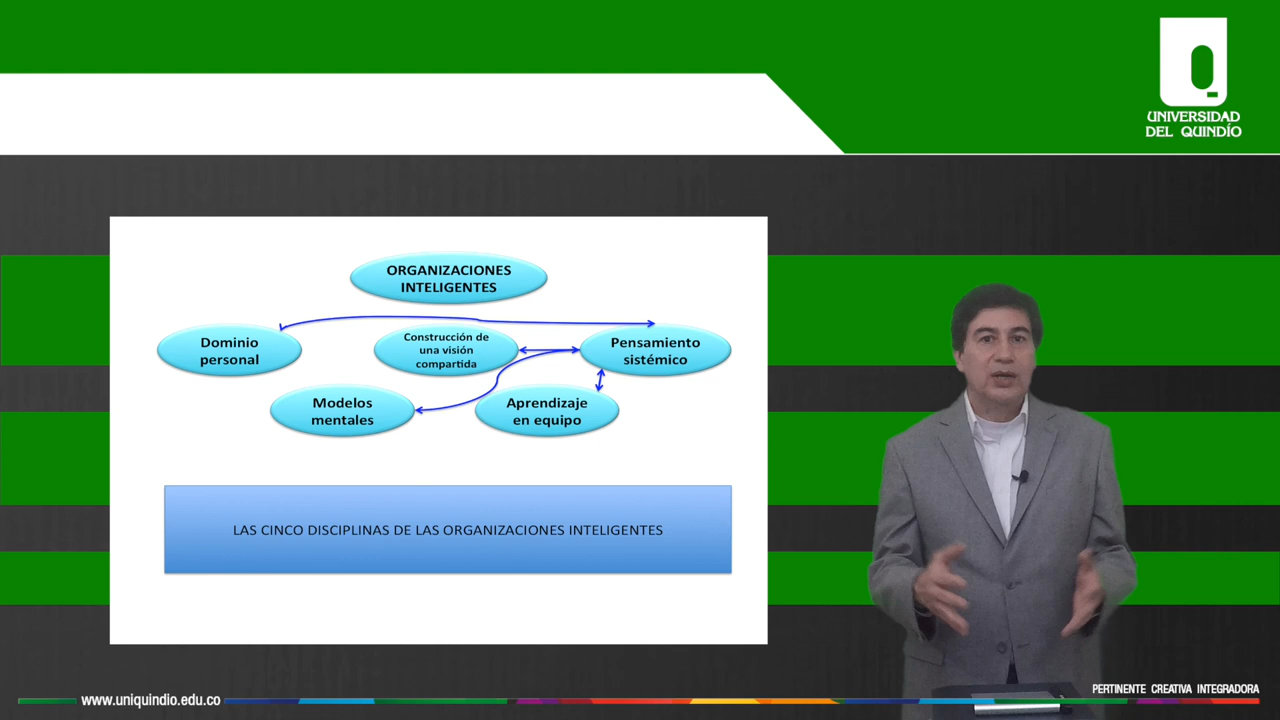 UNIVERSIDAD
DEL QUINDÍO
ORGANIZACIONES
INTELIGENTES
Dominio
personal
Construcción de
una visión
compartida
Pensamiento
sistémico
Modelos
mentales
Aprendizaje
en equipo
LAS CINCO DISCIPLINAS DE LAS ORGANIZACIONES INTELIGENTES
www.uniquindio.edu.co
PERTINENTE CREATIVA INTEGRADORA